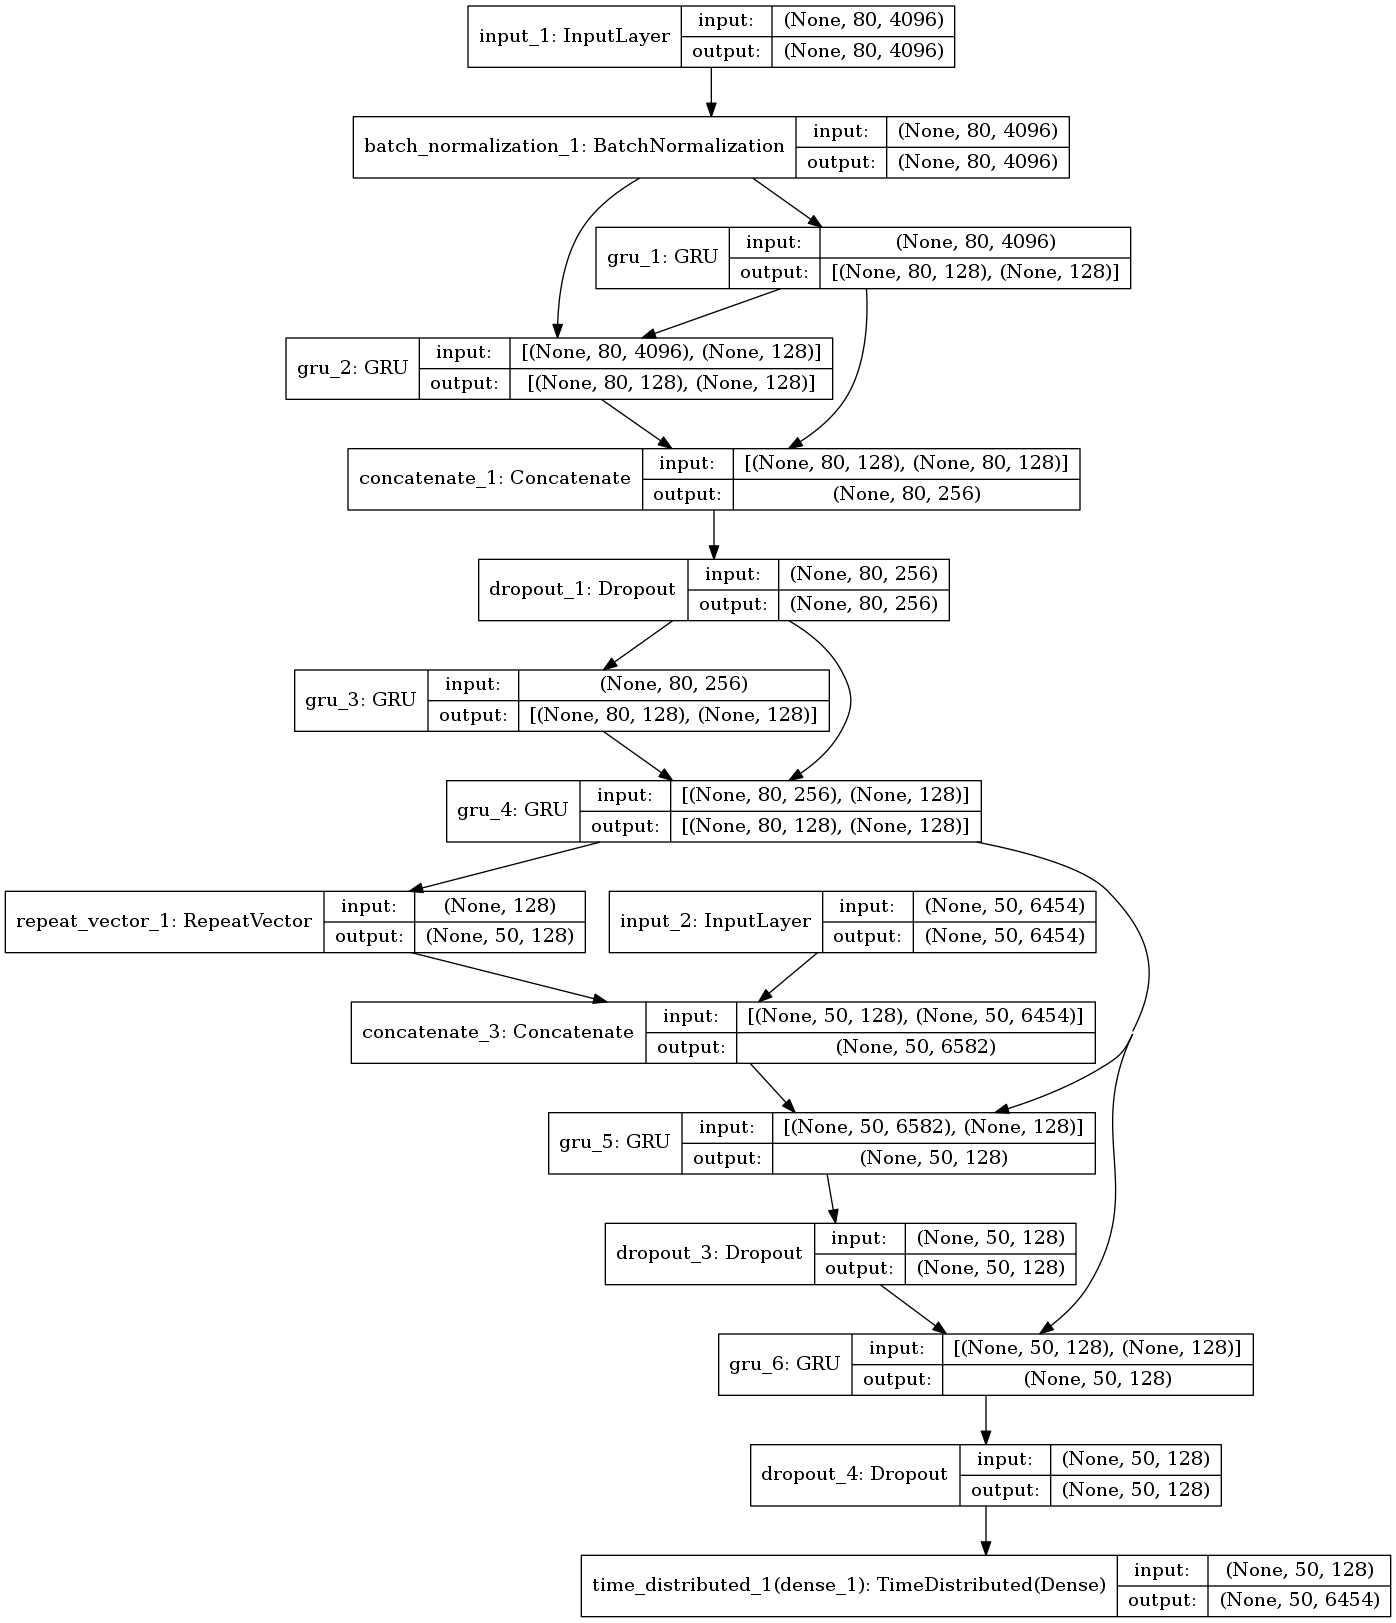 input_1: InputLayer
input: (None, 80, 4096)
output: (None, 80, 4096)
batch_normalization_1: BatchNormalization
input: (None, 80, 4096)
output: (None, 80, 4096)
gru_1: GRU
input: (None, 80, 4096)
output: [(None, 80, 128), (None, 128)]
gru_2: GRU
input: [(None, 80, 4096), (None, 128)]
output: [(None, 80, 128), (None, 128)]
concatenate_1: Concatenate
input: [(None, 80, 128), (None, 80, 128)]
output: (None, 80, 256)
dropout_1: Dropout
input: (None, 80, 256)
output: (None, 80, 256)
gru_3: GRU
input: (None, 80, 256)
output: [(None, 80, 128), (None, 128)]
gru_4: GRU
input: [(None, 80, 256), (None, 128)]
output: [(None, 80, 128), (None, 128)]
repeat_vector_1: RepeatVector
input: (None, 128)
output: (None, 50, 128)
input_2: InputLayer
input: (None, 50, 6454)
output: (None, 50, 6454)
concatenate_3: Concatenate
input: [(None, 50, 128), (None, 50, 6454)]
output: (None, 50, 6582)
gru_5: GRU
input: [(None, 50, 6582), (None, 128)]
output: (None, 50, 128)
dropout_3: Dropout
input: (None, 50, 128)
output: (None, 50, 128)
gru_6: GRU
input: [(None, 50, 128), (None, 128)]
output: (None, 50, 128)
dropout_4: Dropout
input: (None, 50, 128)
output: (None, 50, 128)
time_distributed_1(dense_1): TimeDistributed(Dense)
input: (None, 50, 128)
output: (None, 50, 6454)